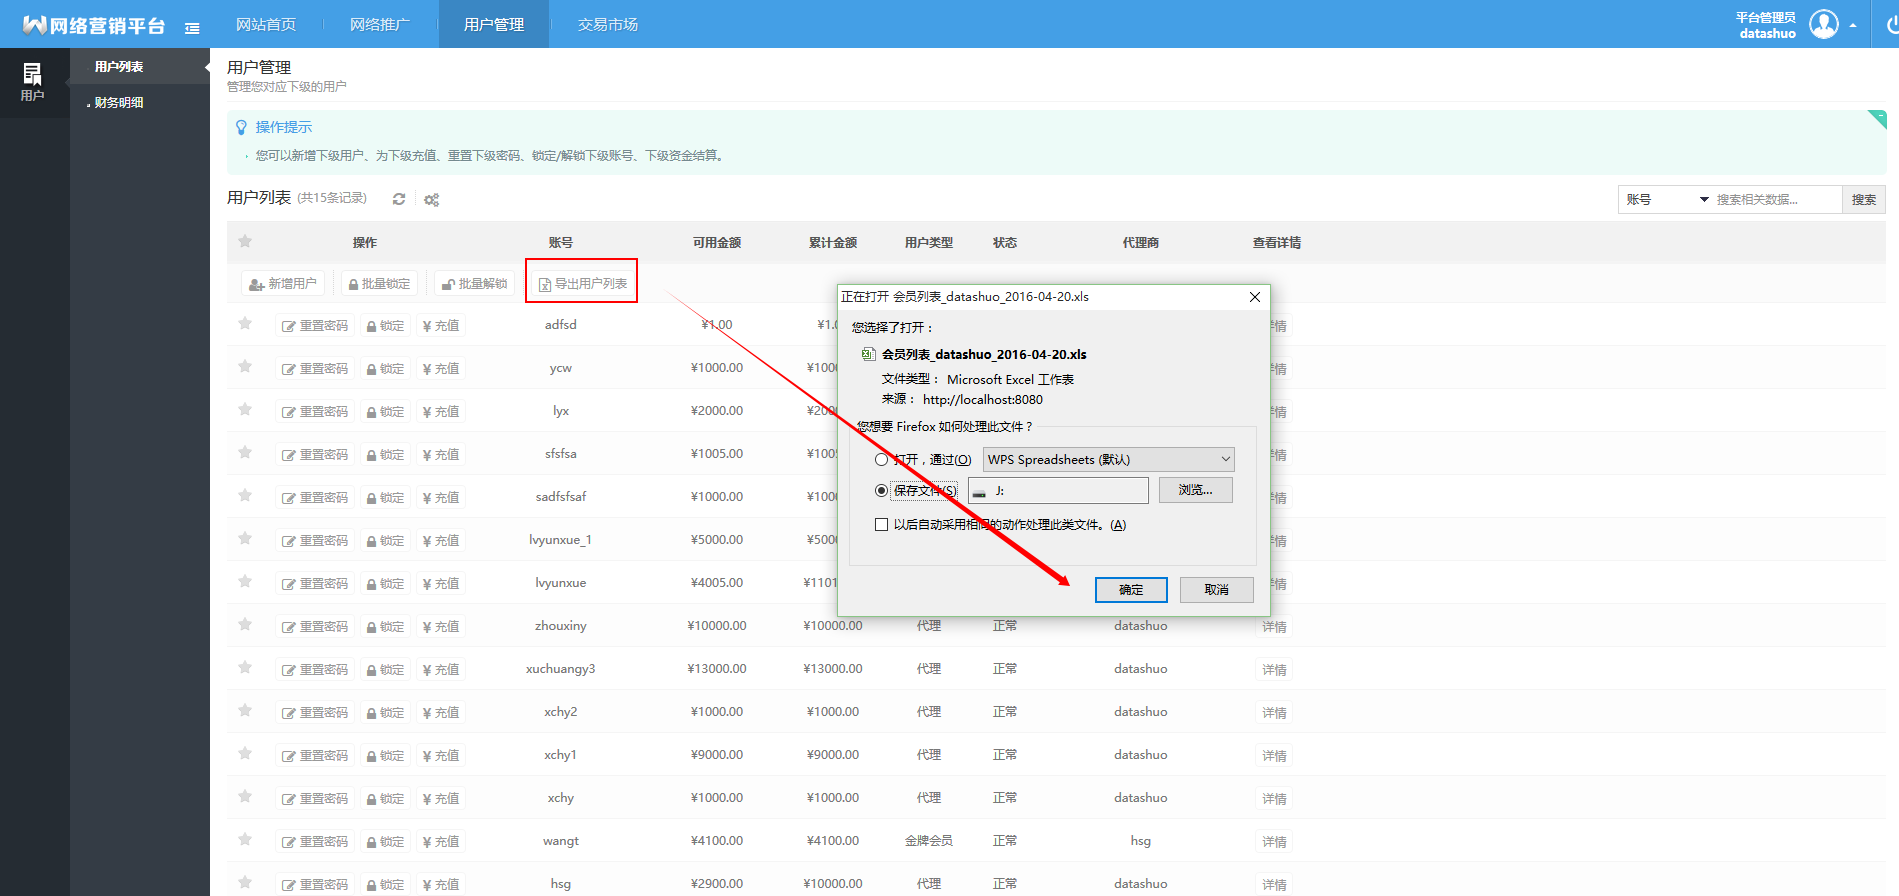 网络营销平台 网站首页 网络推广 用户管理 交易市场 平台管理员
datashuo
用户
用户列表
财务明细
用户管理
管理您对应下级的用户
操作提示
您可以新增下级用户、为下级充值、重置下级密码、锁定/解锁下级账号、下级资金结算。
用户列表 (共15条记录) 账号 搜索相关数据... 搜索
操作 账号 可用金额 累计金额 用户类型 状态 代理商 查看详情
新增用户 批量锁定 批量解锁 导出用户列表
重置密码 锁定 ¥ 充值 adfsd ¥1.00 ¥1.0 情
重置密码 锁定 ¥ 充值 ycw ¥1000.00 ¥100 情
重置密码 锁定 ¥ 充值 lyx ¥2000.00 ¥200 情
重置密码 锁定 ¥ 充值 sfsfsa ¥1005.00 ¥100 情
重置密码 锁定 ¥ 充值 sadfsfsaf ¥1000.00 ¥100 情
重置密码 锁定 ¥ 充值 lvyunxue_1 ¥5000.00 ¥500 情
重置密码 锁定 ¥ 充值 lvyunxue ¥4005.00 ¥1101 情
重置密码 锁定 ¥ 充值 zhouxiny ¥10000.00 ¥10000.00 代理 正常 datashuo 详情
重置密码 锁定 ¥ 充值 xuchuangy3 ¥13000.00 ¥13000.00 代理 正常 datashuo 详情
重置密码 锁定 ¥ 充值 xchy2 ¥1000.00 ¥1000.00 代理 正常 datashuo 详情
重置密码 锁定 ¥ 充值 xchy1 ¥9000.00 ¥9000.00 代理 正常 datashuo 详情
重置密码 锁定 ¥ 充值 xchy ¥1000.00 ¥1000.00 代理 正常 datashuo 详情
重置密码 锁定 ¥ 充值 wangt ¥4100.00 ¥4100.00 金牌会员 正常 hsg 详情
重置密码 锁定 ¥ 充值 hsg ¥2900.00 ¥10000.00 代理 正常 datashuo 详情
正在打开 会员列表_datashuo_2016-04-20.xls
您选择了打开：
会员列表_datashuo_2016-04-20.xls
文件类型： Microsoft Excel 工作表
来源： http://localhost:8080
您想要 Firefox 如何处理此文件？
打开，通过(O) WPS Spreadsheets (默认)
保存文件(S) J: 浏览...
以后自动采用相同的动作处理此类文件。(A)
确定 取消